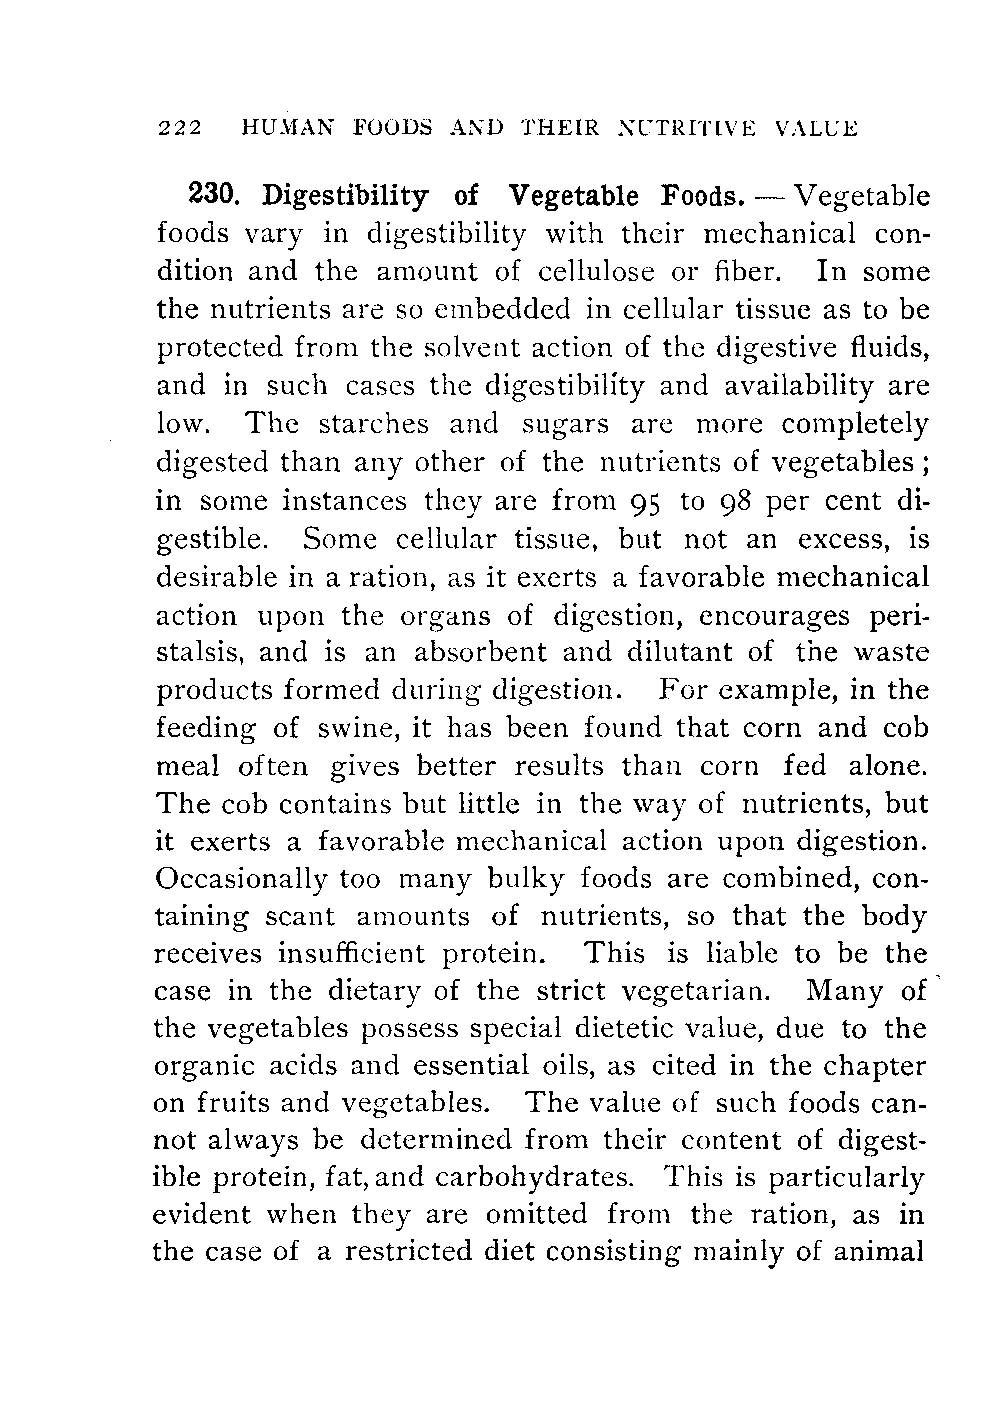 222 HUMAN FOODS AND THEIR NUTRITIVE VALUE
230. Digestibility of Vegetable Foods. — Vegetable
foods vary in digestibility with their mechanical con-
dition and the amount of cellulose or fiber. In some
the nutrients are so embedded in cellular tissue as to be
protected from the solvent action of the digestive fluids,
and in such cases the digestibility and availability are
low. The starches and sugars are more completely
digested than any other of the nutrients of vegetables;
in some instances they are from 95 to 98 per cent di-
gestible. Some cellular tissue, but not an excess, is
desirable in a ration, as it exerts a favorable mechanical
action upon the organs of digestion, encourages peri-
stalsis, and is an absorbent and dilutant of the waste
products formed during digestion. For example, in the
feeding of swine, it has been found that corn and cob
meal often gives better results than corn fed alone.
The cob contains but little in the way of nutrients, but
it exerts a favorable mechanical action upon digestion.
Occasionally too many bulky foods are combined, con-
taining scant amounts of nutrients, so that the body
receives insufficient protein. This is liable to be the
case in the dietary of the strict vegetarian. Many of
the vegetables possess special dietetic value, due to the
organic acids and essential oils, as cited in the chapter
on fruits and vegetables. The value of such foods can-
not always be determined from their content of digest-
ible protein, fat, and carbohydrates. This is particularly
evident when they are omitted from the ration, as in
the case of a restricted diet consisting mainly of animal